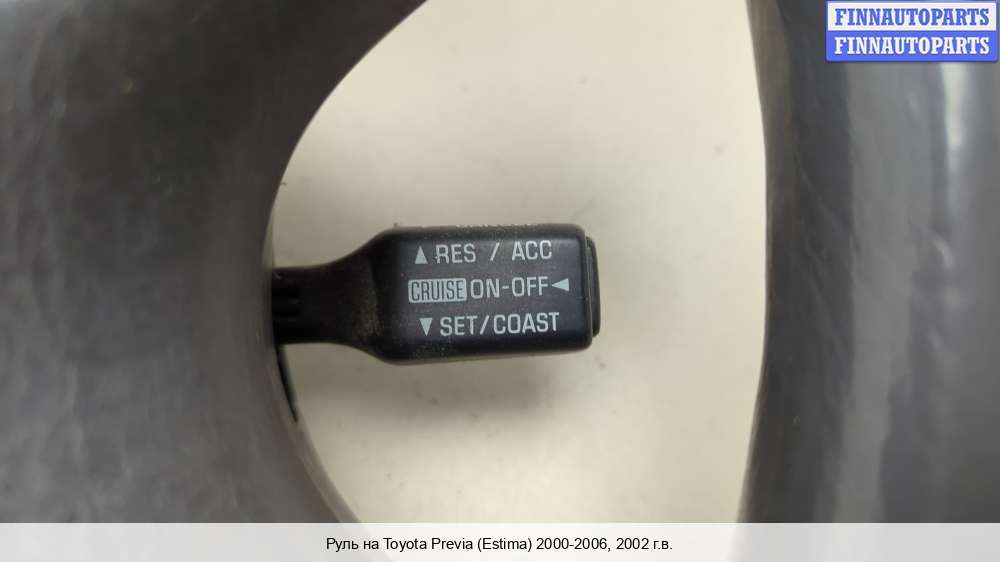 FINNAUTOPARTS
FINNAUTOPARTS
▲ RES / ACC
CRUISE ON-OFF ◄
▼ SET/COAST
Руль на Toyota Previa (Estima) 2000-2006, 2002 г.в.